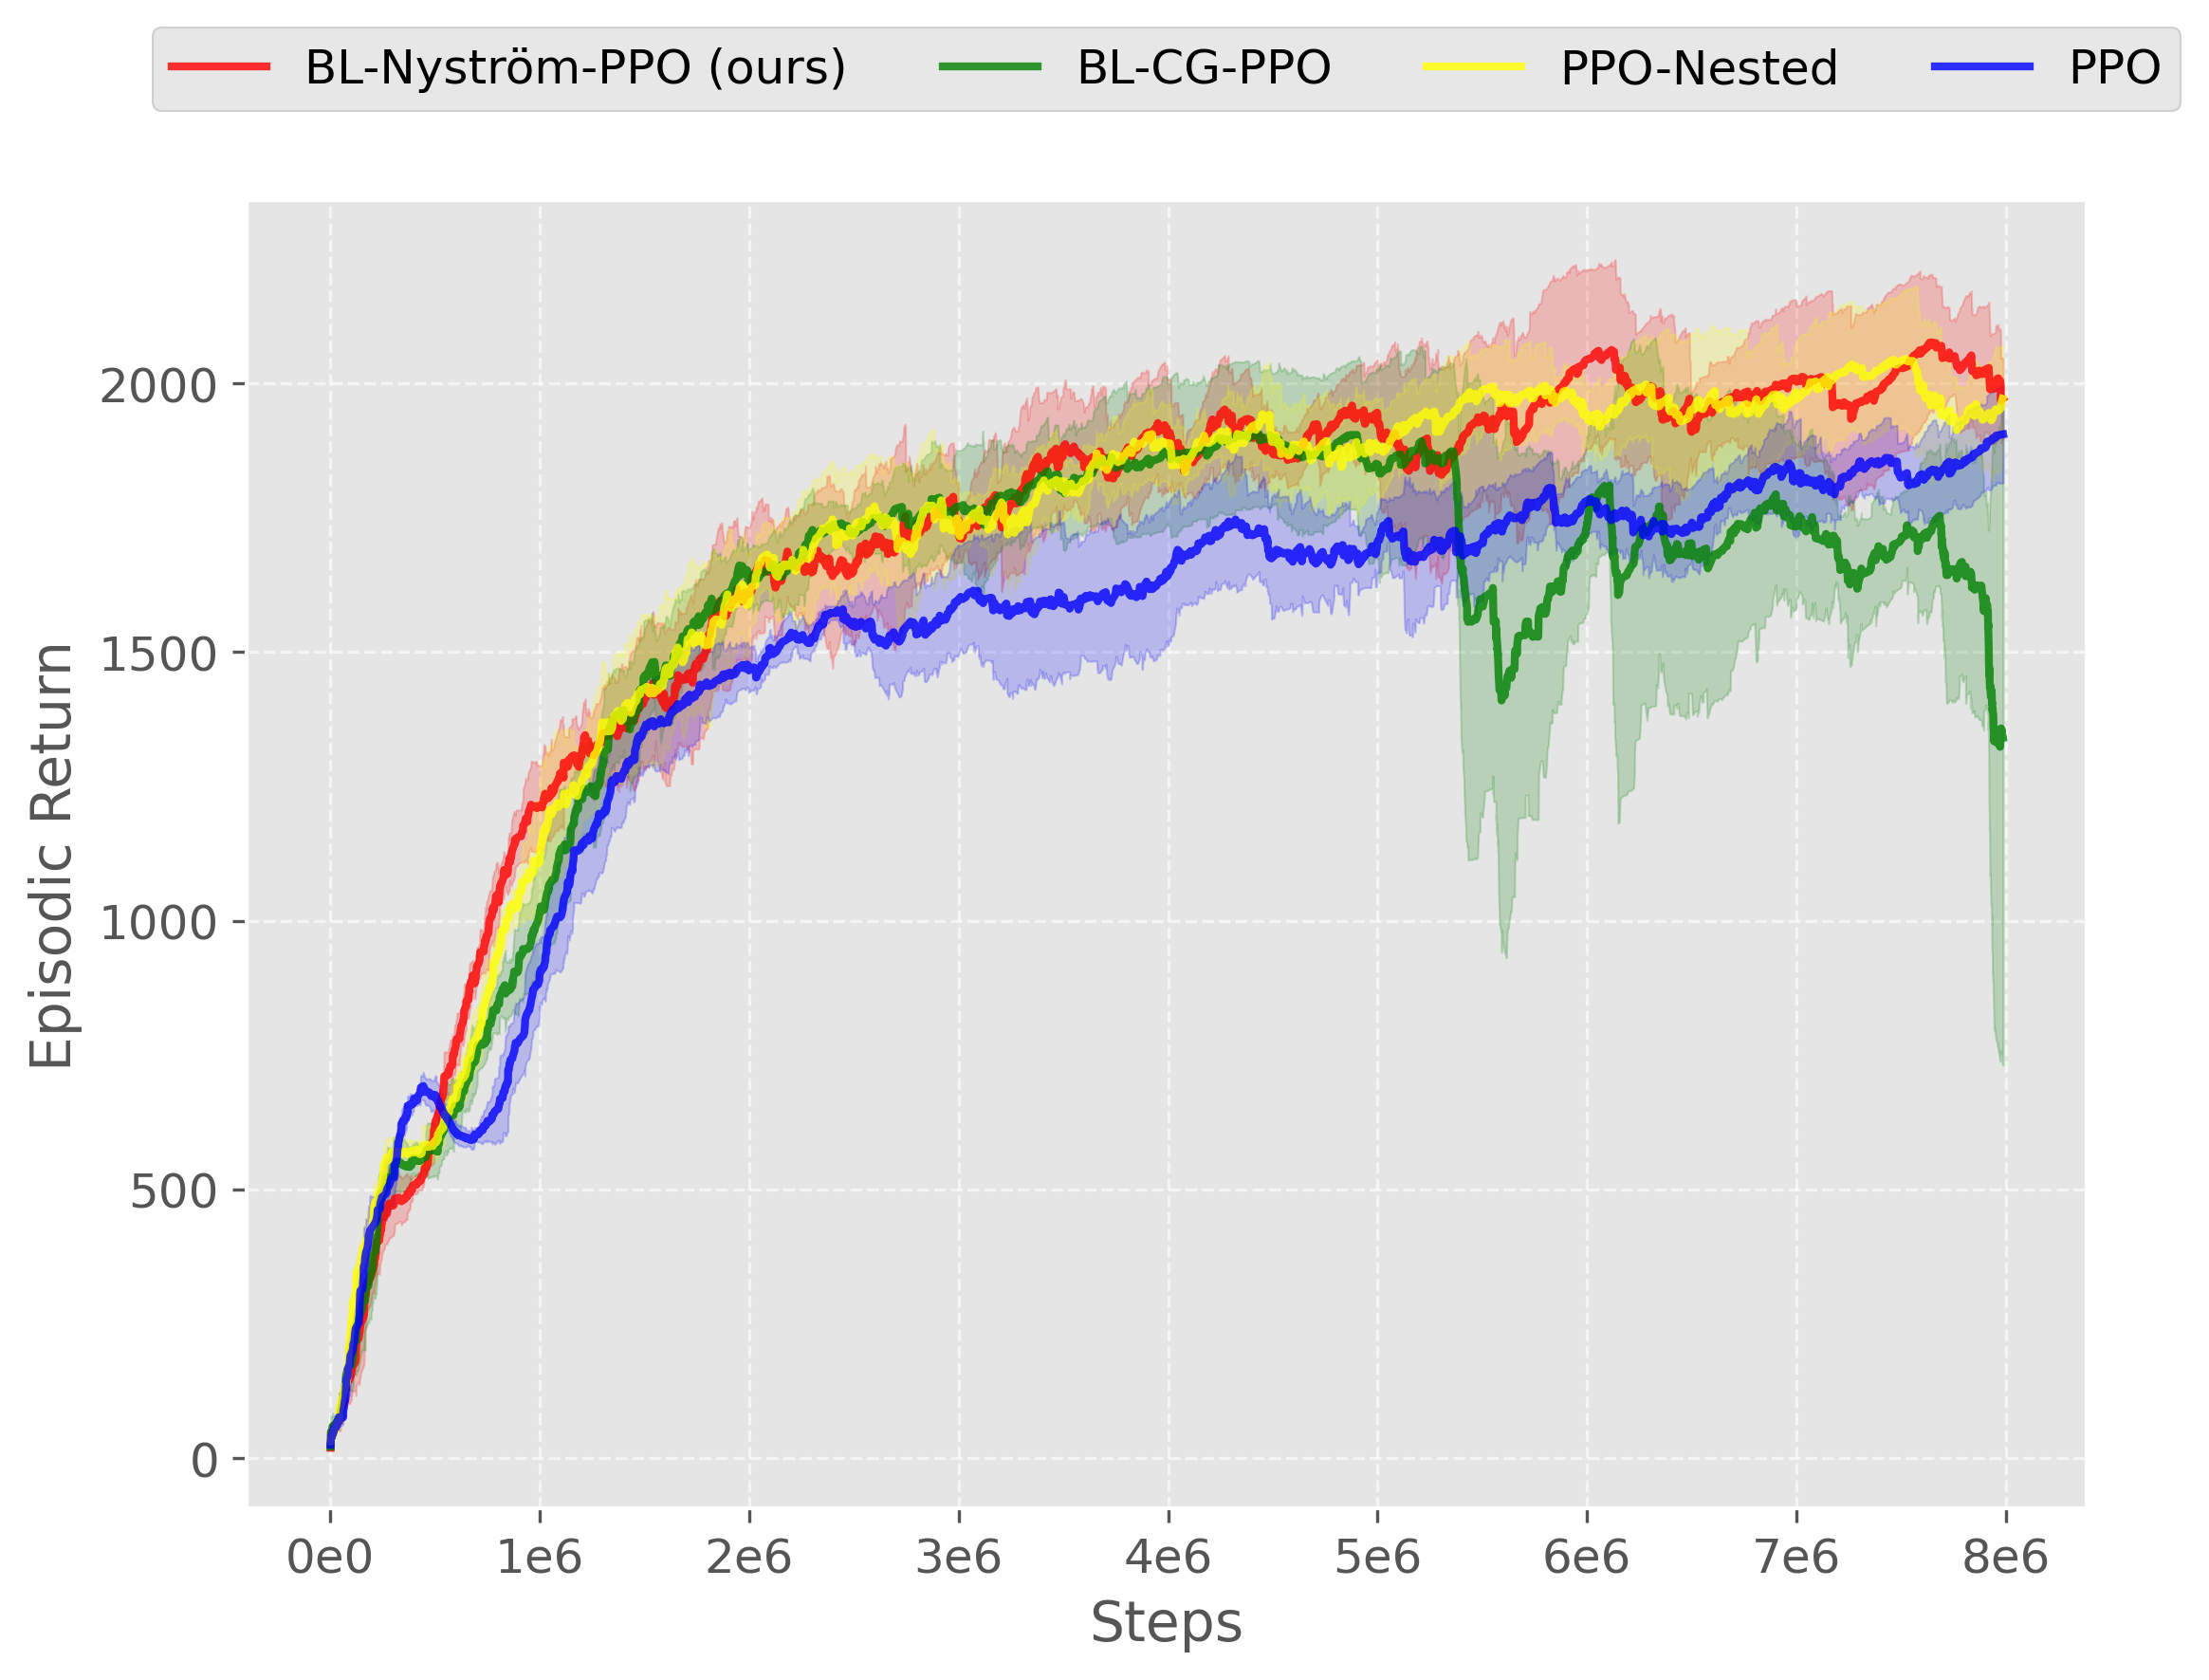 BL-Nyström-PPO (ours) BL-CG-PPO PPO-Nested PPO
Episodic Return
2000
1500
1000
500
0
0e0 1e6 2e6 3e6 4e6 5e6 6e6 7e6 8e6
Steps